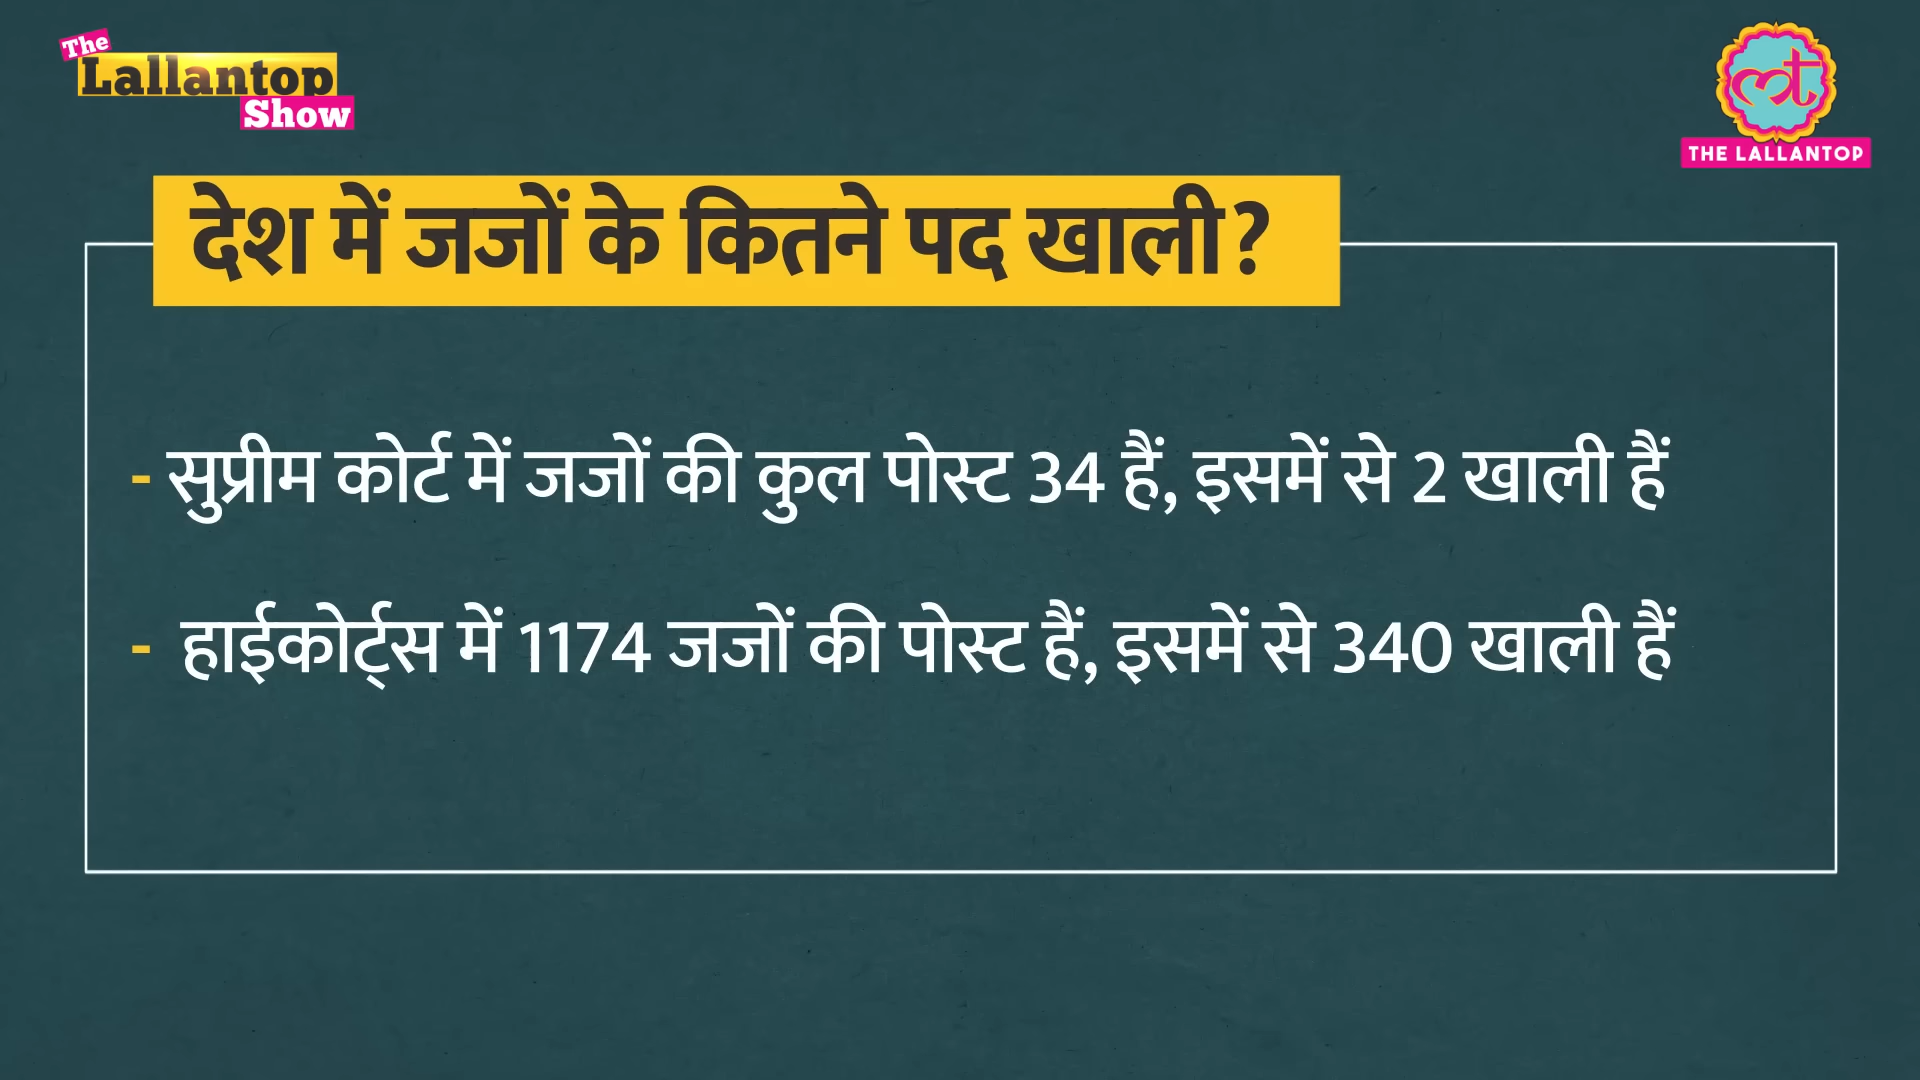 The
Lallantop
Show
THE LALLANTOP
देश में जजों के कितने पद खाली?
- सुप्रीम कोर्ट में जजों की कुल पोस्ट 34 हैं, इसमें से 2 खाली हैं
- हाईकोर्ट्स में 1174 जजों की पोस्ट हैं, इसमें से 340 खाली हैं